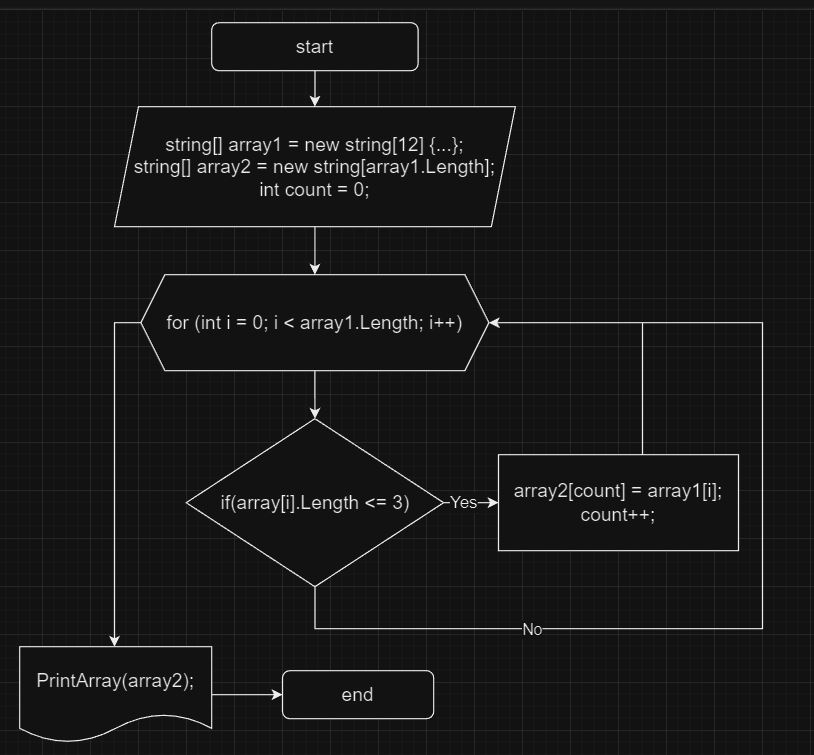 start
string[] array1 = new string[12] {...};
string[] array2 = new string[array1.Length];
int count = 0;
for (int i = 0; i < array1.Length; i++)
if(array[i].Length <= 3)
Yes
array2[count] = array1[i];
count++;
No
PrintArray(array2);
end